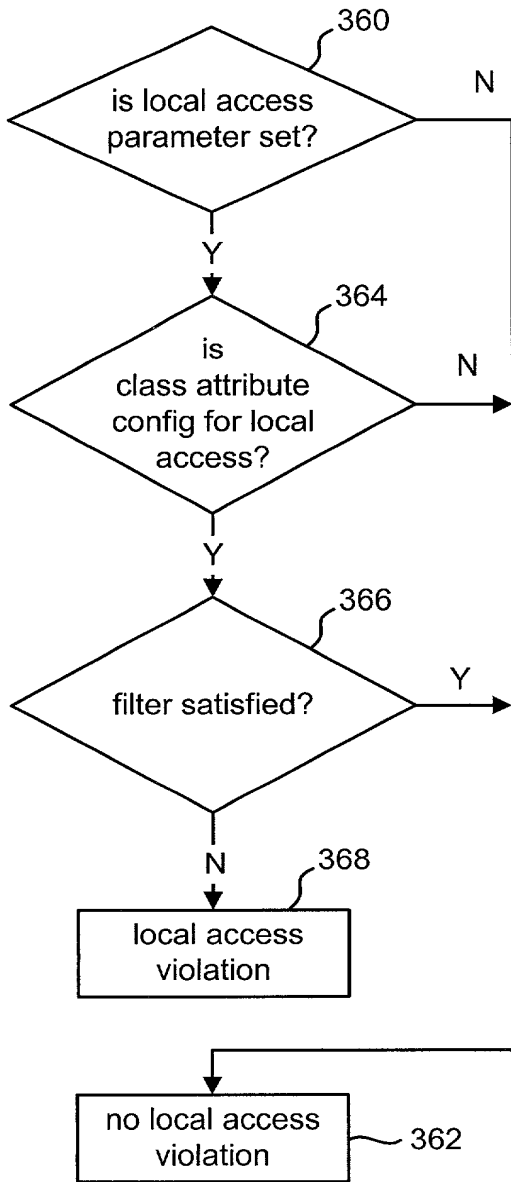 360
is local access
parameter set?
N
Y
364
is
class attribute
config for local
access?
N
Y
366
filter satisfied?
Y
N
368
local access
violation
no local access
violation
362